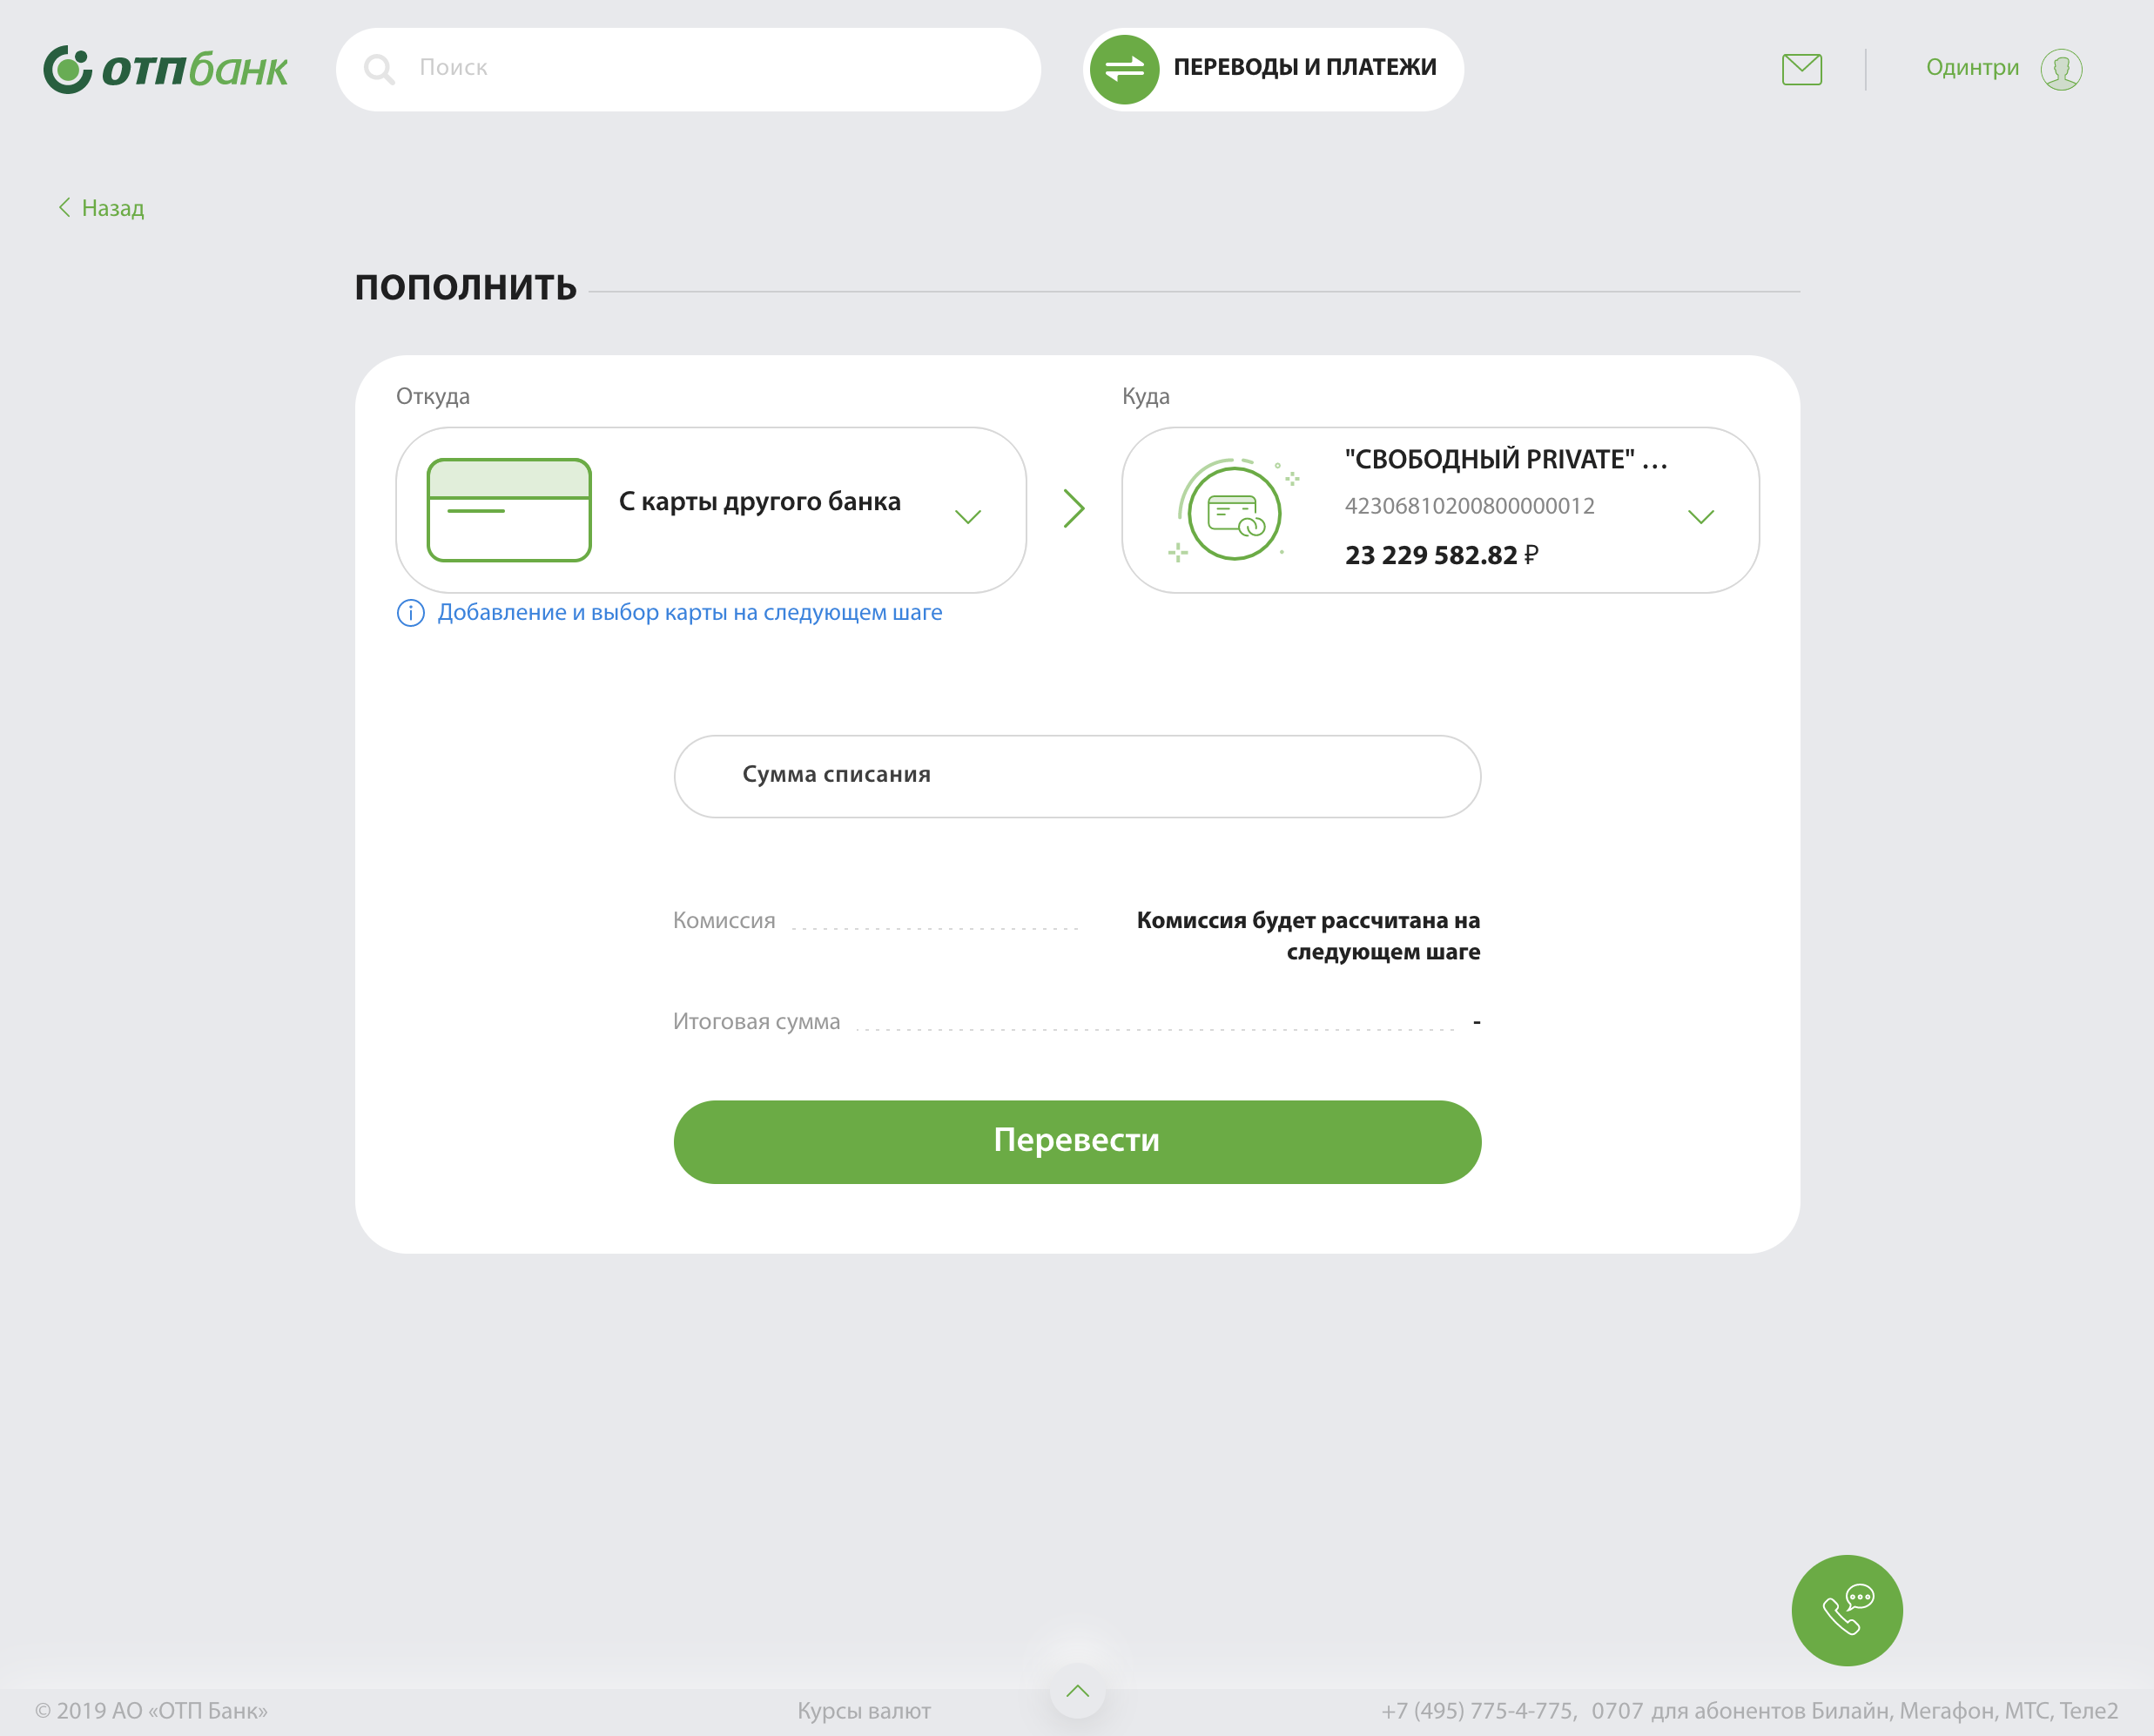 отпбанк
Поиск
ПЕРЕВОДЫ И ПЛАТЕЖИ
Одинтри
Назад
ПОПОЛНИТЬ
Откуда
С карты другого банка
Добавление и выбор карты на следующем шаге
Куда
"СВОБОДНЫЙ PRIVATE" ...
42306810200800000012
23 229 582.82 ₽
Сумма списания
Комиссия
Комиссия будет рассчитана на
следующем шаге
Итоговая сумма -
Перевести
© 2019 АО «ОТП Банк»
Курсы валют
+7 (495) 775-4-775, 0707 для абонентов Билайн, Мегафон, МТС, Теле2